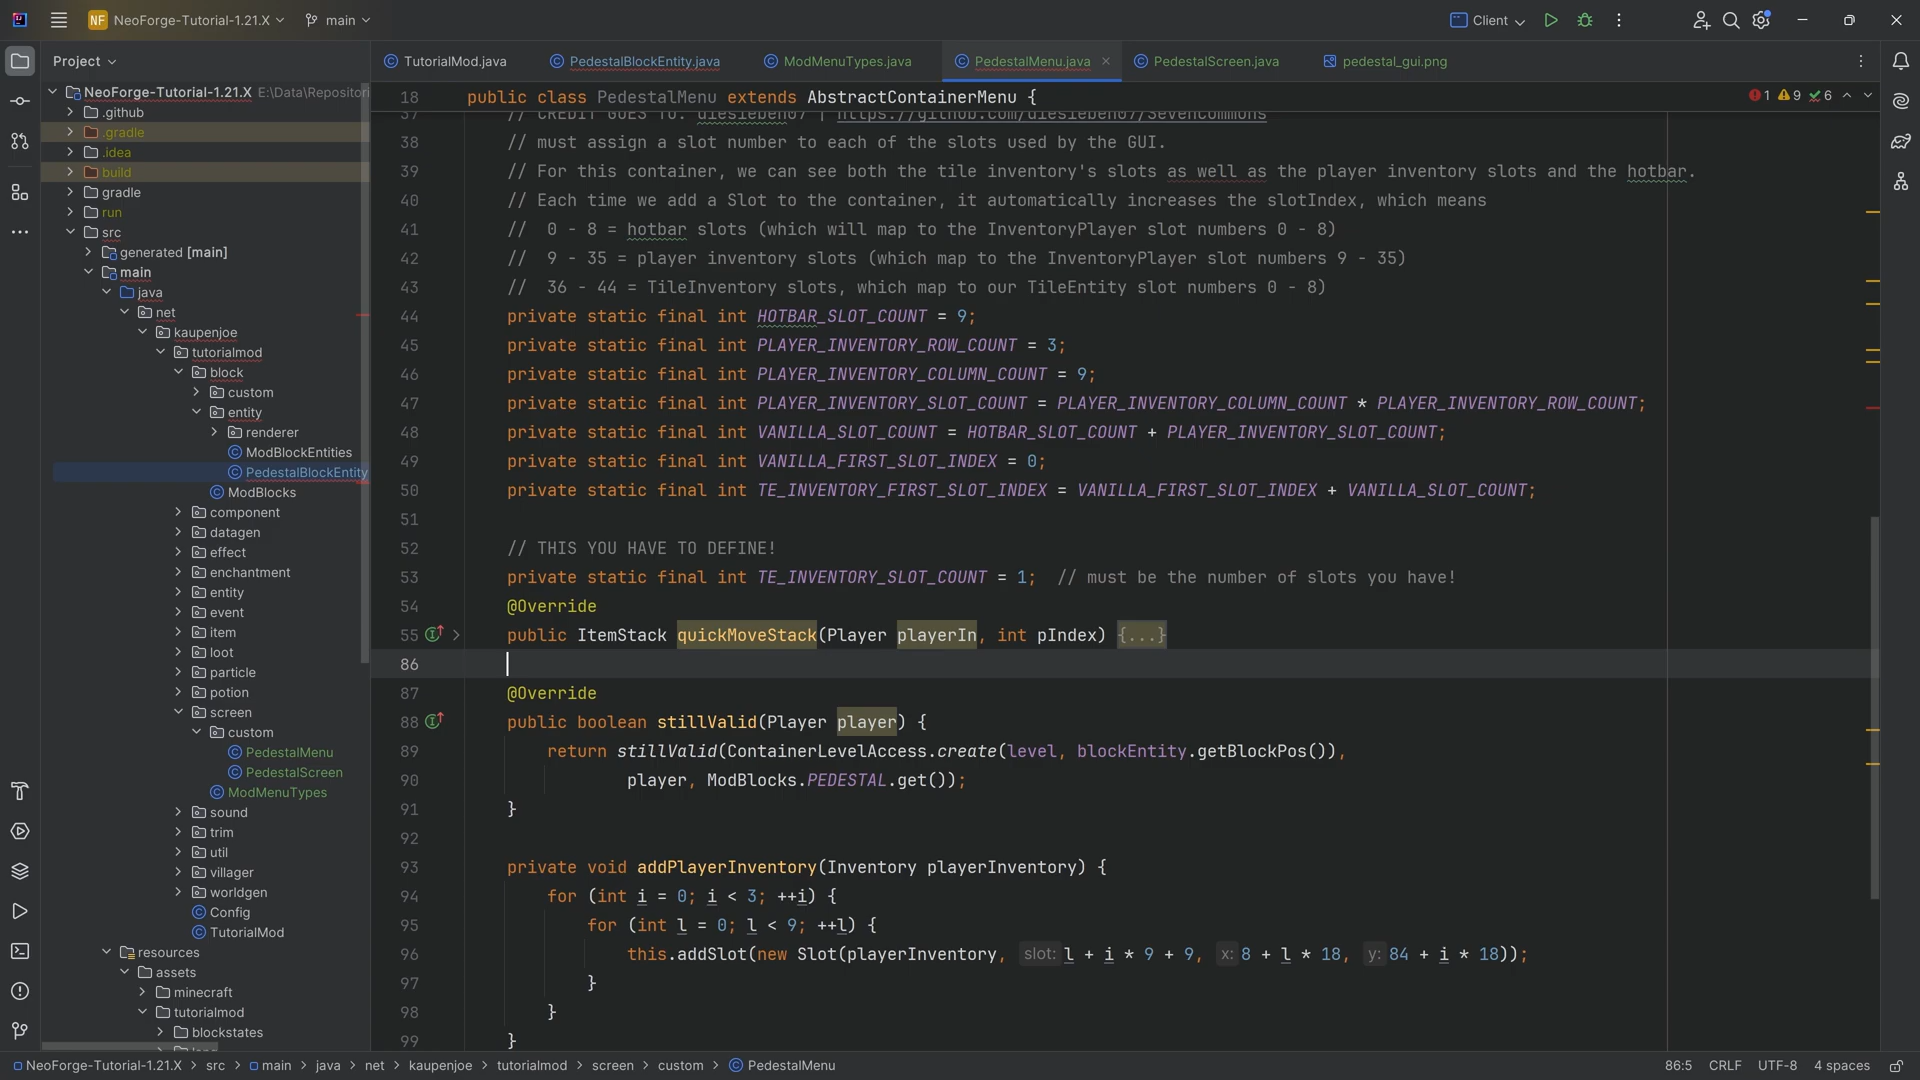 NF NeoForge-Tutorial-1.21.X main Client
Project
TutorialMod.java PedestalBlockEntity.java ModMenuTypes.java PedestalMenu.java PedestalScreen.java pedestal_gui.png
NeoForge-Tutorial-1.21.X E:\Data\Repositori
.github
.gradle
.idea
build
gradle
run
src
generated [main]
main
java
net
kaupenjoe
tutorialmod
block
custom
entity
renderer
ModBlockEntities
PedestalBlockEntity
ModBlocks
component
datagen
effect
enchantment
entity
event
item
loot
particle
potion
screen
custom
PedestalMenu
PedestalScreen
ModMenuTypes
sound
trim
util
villager
worldgen
Config
TutorialMod
resources
assets
minecraft
tutorialmod
blockstates
18 public class PedestalMenu extends AbstractContainerMenu {
1 9 6
37 // CREDIT GOES TO: diesieben07 | https://github.com/diesieben07/SevenCommons
38 // must assign a slot number to each of the slots used by the GUI.
39 // For this container, we can see both the tile inventory's slots as well as the player inventory slots and the hotbar.
40 // Each time we add a Slot to the container, it automatically increases the slotIndex, which means
41 //  0 - 8 = hotbar slots (which will map to the InventoryPlayer slot numbers 0 - 8)
42 //  9 - 35 = player inventory slots (which map to the InventoryPlayer slot numbers 9 - 35)
43 //  36 - 44 = TileInventory slots, which map to our TileEntity slot numbers 0 - 8)
44 private static final int HOTBAR_SLOT_COUNT = 9;
45 private static final int PLAYER_INVENTORY_ROW_COUNT = 3;
46 private static final int PLAYER_INVENTORY_COLUMN_COUNT = 9;
47 private static final int PLAYER_INVENTORY_SLOT_COUNT = PLAYER_INVENTORY_COLUMN_COUNT * PLAYER_INVENTORY_ROW_COUNT;
48 private static final int VANILLA_SLOT_COUNT = HOTBAR_SLOT_COUNT + PLAYER_INVENTORY_SLOT_COUNT;
49 private static final int VANILLA_FIRST_SLOT_INDEX = 0;
50 private static final int TE_INVENTORY_FIRST_SLOT_INDEX = VANILLA_FIRST_SLOT_INDEX + VANILLA_SLOT_COUNT;
51
52 // THIS YOU HAVE TO DEFINE!
53 private static final int TE_INVENTORY_SLOT_COUNT = 1;  // must be the number of slots you have!
54 @Override
55 public ItemStack quickMoveStack(Player playerIn, int pIndex) {...}
86
87 @Override
88 public boolean stillValid(Player player) {
89 return stillValid(ContainerLevelAccess.create(level, blockEntity.getBlockPos()),
90 player, ModBlocks.PEDESTAL.get());
91 }
92
93 private void addPlayerInventory(Inventory playerInventory) {
94 for (int i = 0; i < 3; ++i) {
95 for (int l = 0; l < 9; ++l) {
96 this.addSlot(new Slot(playerInventory, slot: l + i * 9 + 9, x: 8 + l * 18, y: 84 + i * 18));
97 }
98 }
99 }
NeoForge-Tutorial-1.21.X > src > main > java > net > kaupenjoe > tutorialmod > screen > custom > PedestalMenu
86:5 CRLF UTF-8 4 spaces